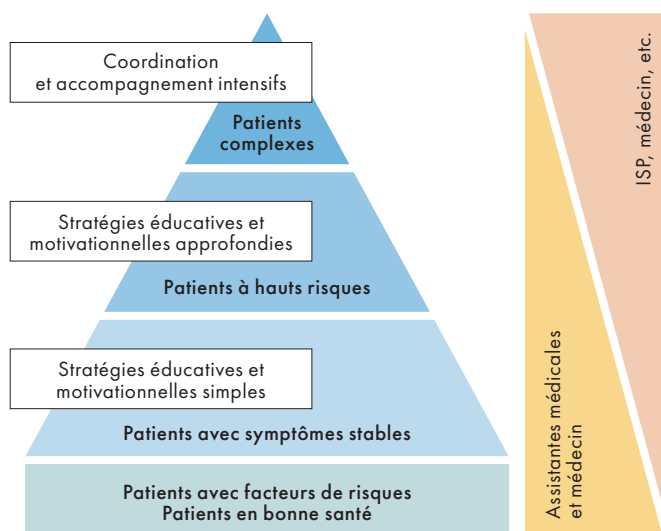 Coordination
et accompagnement intensifs
Patients
complexes
Stratégies éducatives et
motivationnelles approfondies
Patients à hauts risques
Stratégies éducatives et
motivationnelles simples
Patients avec symptômes stables
Patients avec facteurs de risques
Patients en bonne santé
Assistantes médicales
et médecin
ISP, médecin, etc.